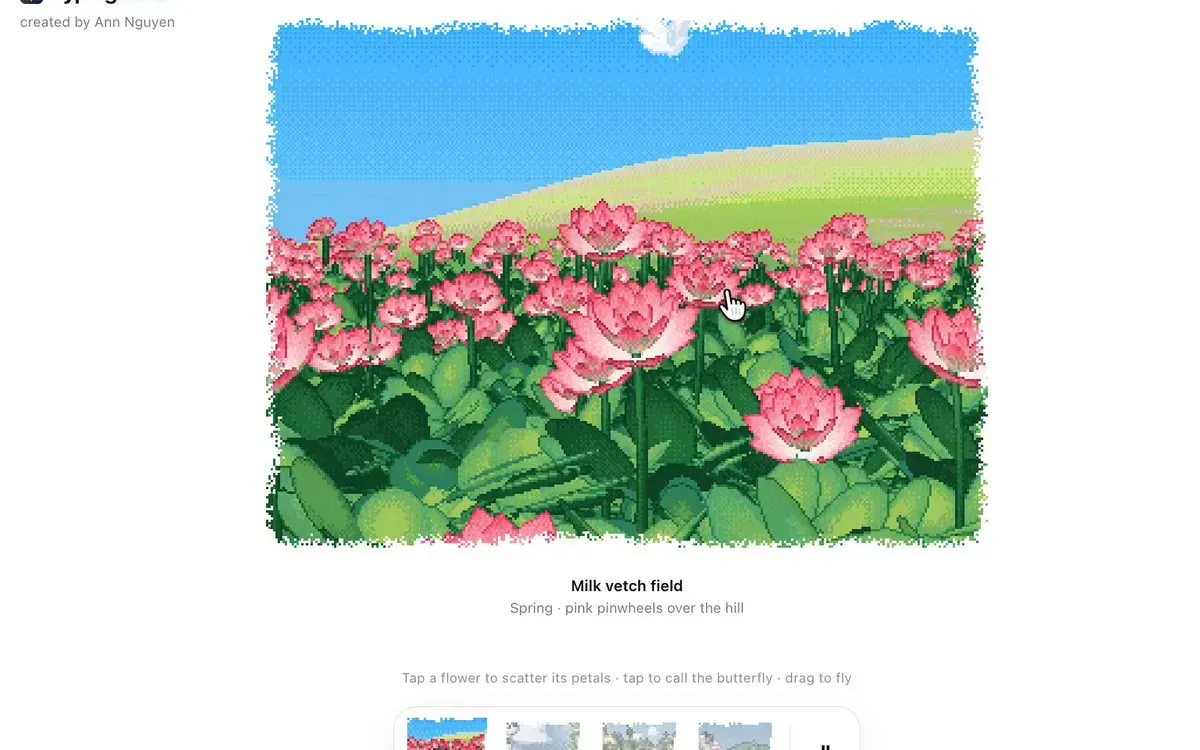 created by Ann Nguyen
Milk vetch field
Spring · pink pinwheels over the hill
Tap a flower to scatter its petals · tap to call the butterfly · drag to fly